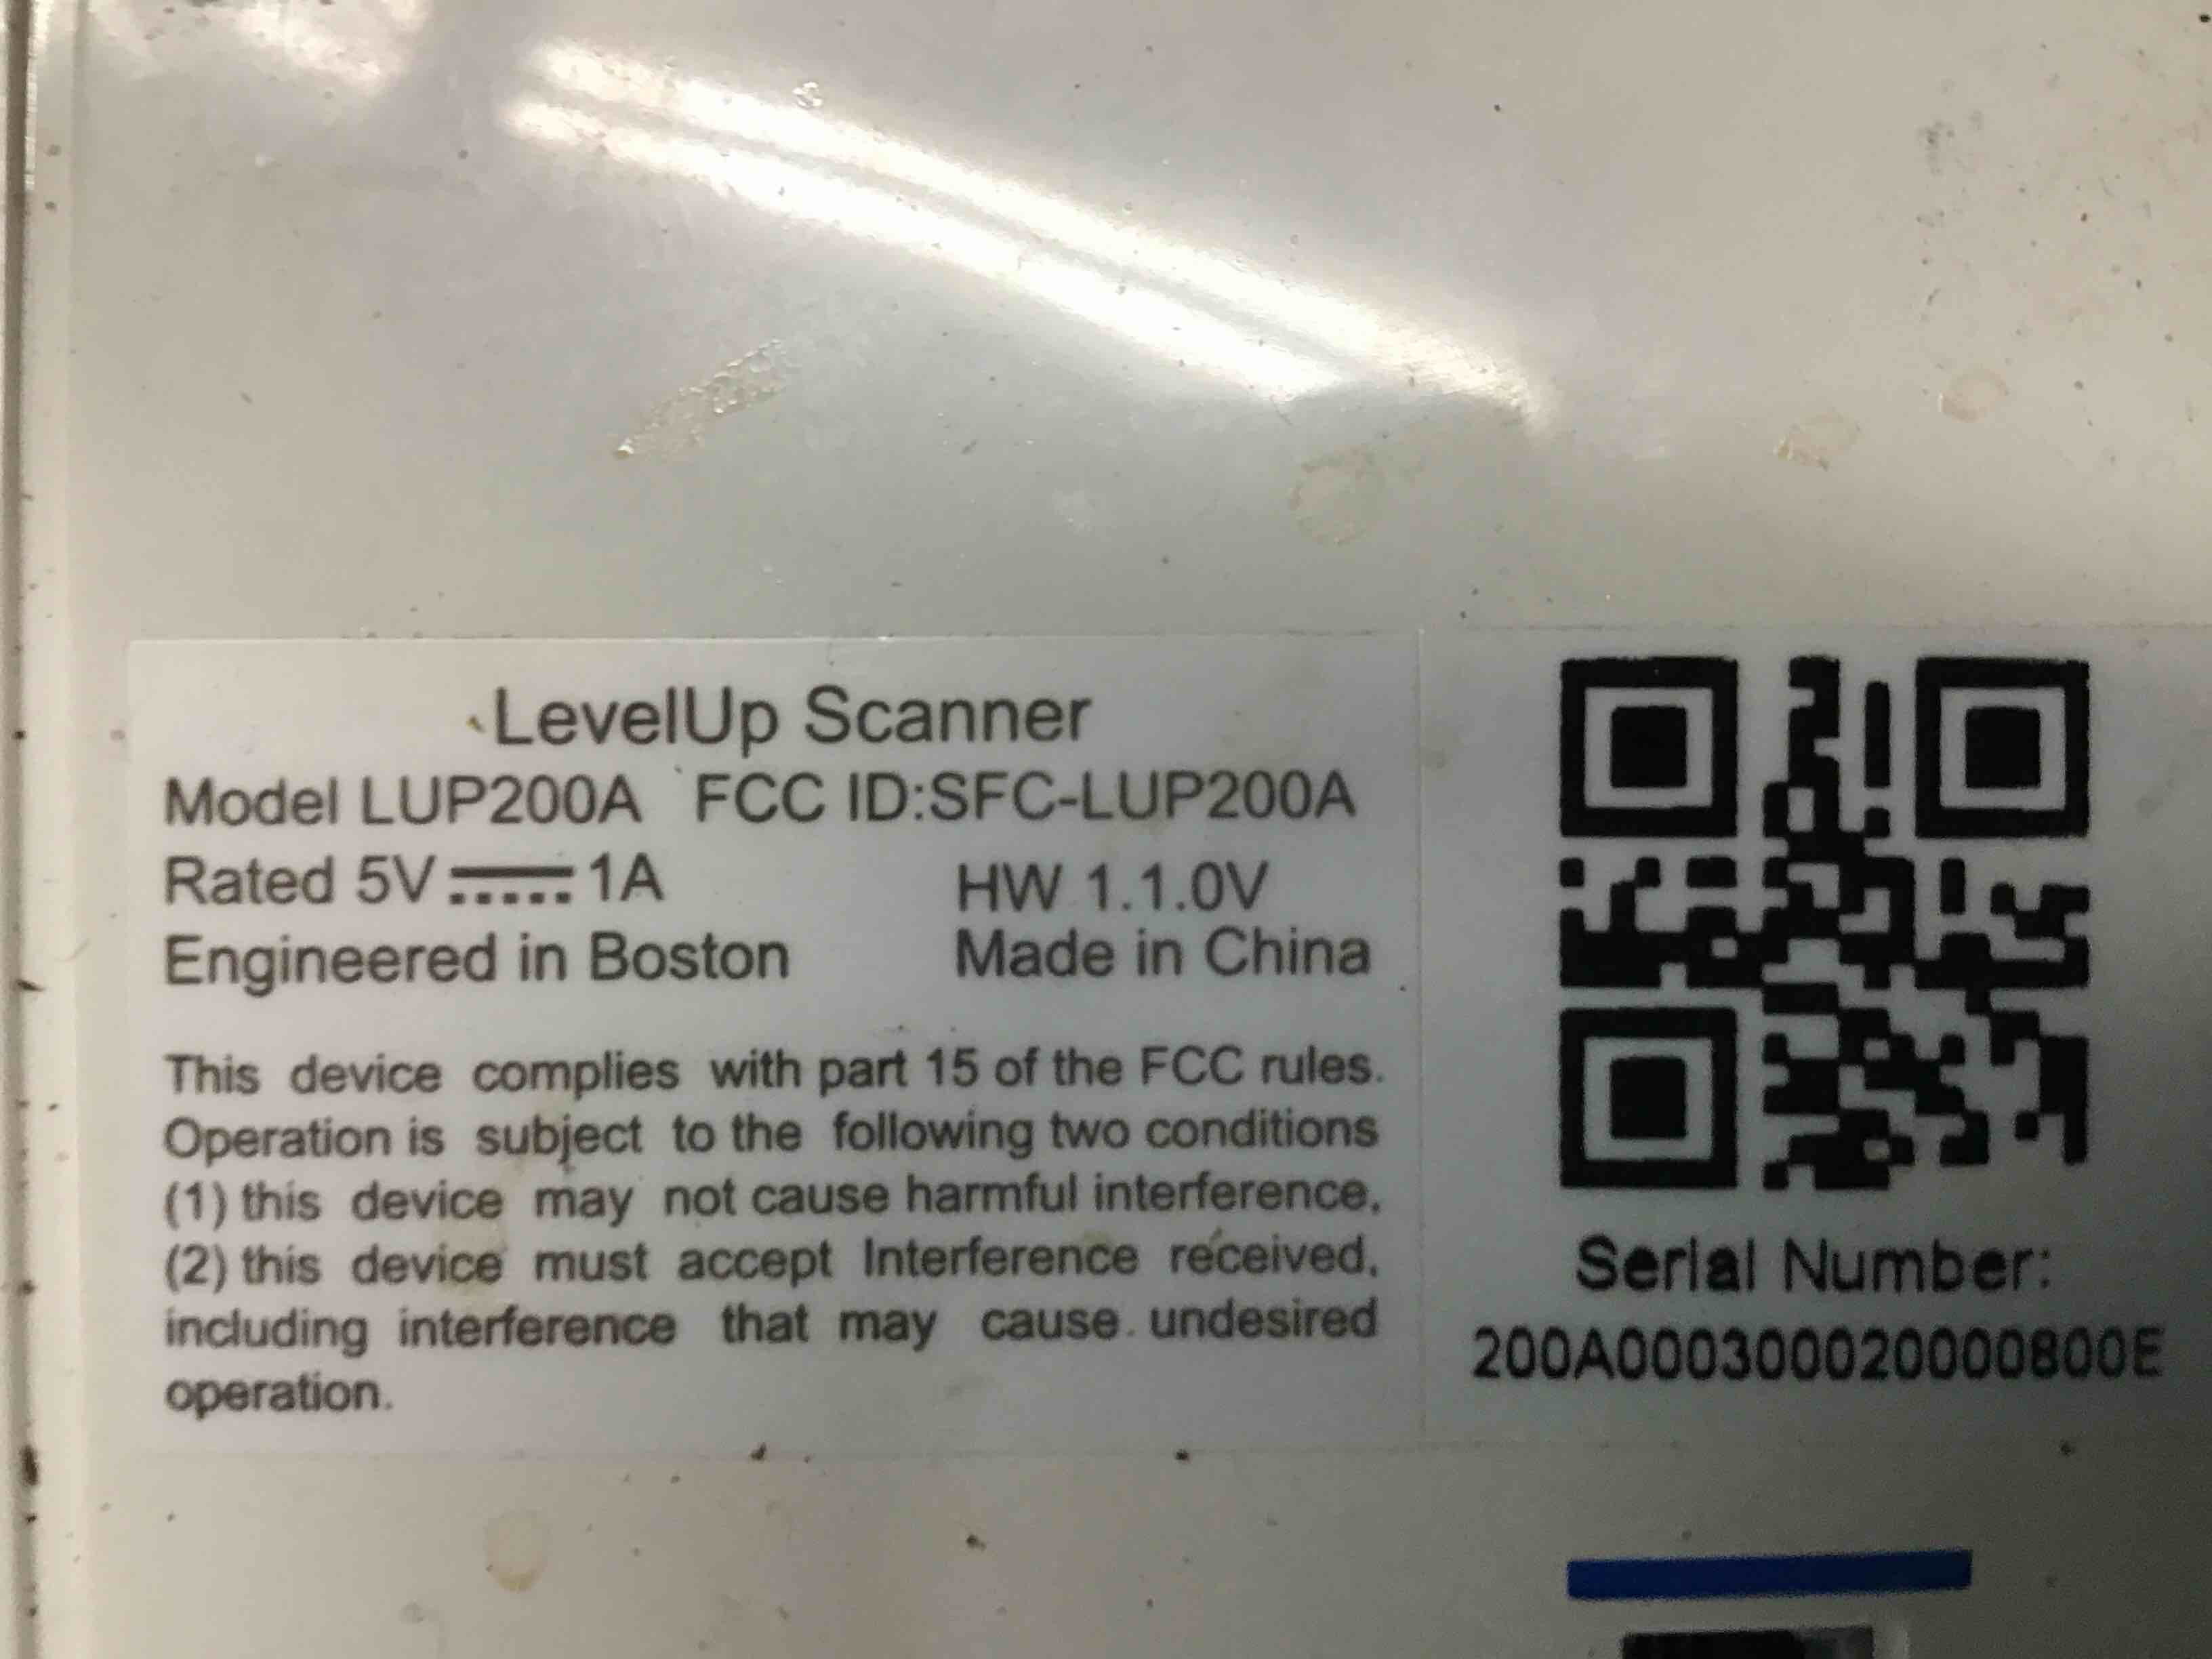 LevelUp Scanner
Model LUP200A FCC ID:SFC-LUP200A
Rated 5V 1A HW 1.1.0V
Engineered in Boston Made in China
This device complies with part 15 of the FCC rules.
Operation is subject to the following two conditions
(1) this device may not cause harmful interference,
(2) this device must accept Interference received,
including interference that may cause undesired
operation.
Serial Number:
200A000300020000800E